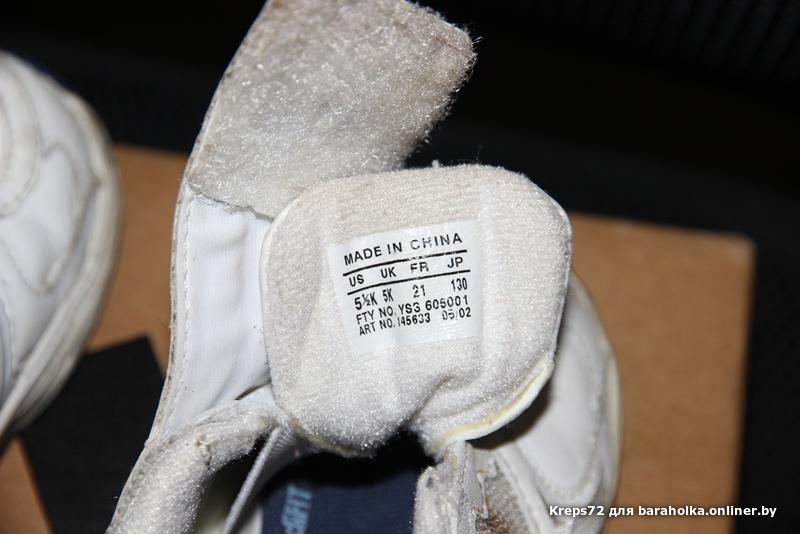 MADE IN CHINA
US UK FR JP
5½K 5K 21 130
FTY NO. YS3 606001
ART NO. 145633 05/02
Kreps72 для baraholka.onliner.by